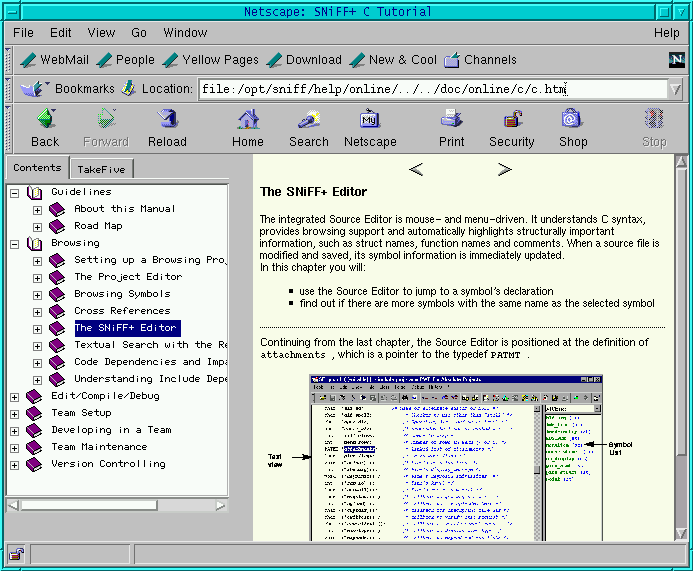 Netscape: SNiFF+ C Tutorial
File Edit View Go Window Help
WebMail People Yellow Pages Download New & Cool Channels
Bookmarks Location: file:/opt/sniff/help/online/../../doc/online/c/c.htm
Back Forward Reload Home Search Netscape Print Security Shop Stop
My
Contents TakeFive
Guidelines
About this Manual
Road Map
Browsing
Setting up a Browsing Proj
The Project Editor
Browsing Symbols
Cross References
The SNiFF+ Editor
Textual Search with the Re
Code Dependencies and Impa
Understanding Include Depe
Edit/Compile/Debug
Team Setup
Developing in a Team
Team Maintenance
Version Controlling
The SNiFF+ Editor
The integrated Source Editor is mouse- and menu-driven. It understands C syntax,
provides browsing support and automatically highlights structurally important
information, such as struct names, function names and comments. When a source file is
modified and saved, its symbol information is immediately updated.
In this chapter you will:
use the Source Editor to jump to a symbol's declaration
find out if there are more symbols with the same name as the selected symbol
Continuing from the last chapter, the Source Editor is positioned at the definition of
attachments , which is a pointer to the typedef PATMT .
Text
view
Symbol
List